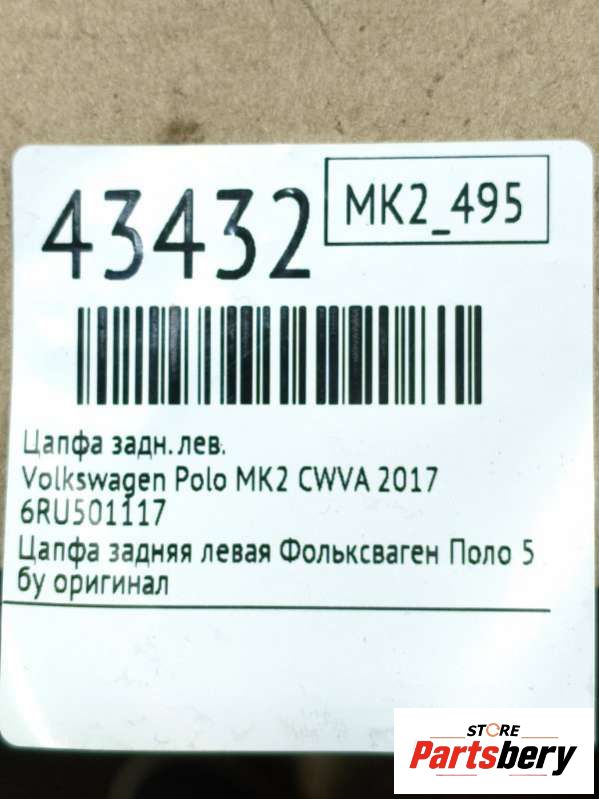 43432
MK2_495
Цапфа задн.лев.
Volkswagen Polo MK2 CWVA 2017
6RU501117
Цапфа задняя левая Фольксваген Поло 5
бу оригинал
STORE
Partsbery